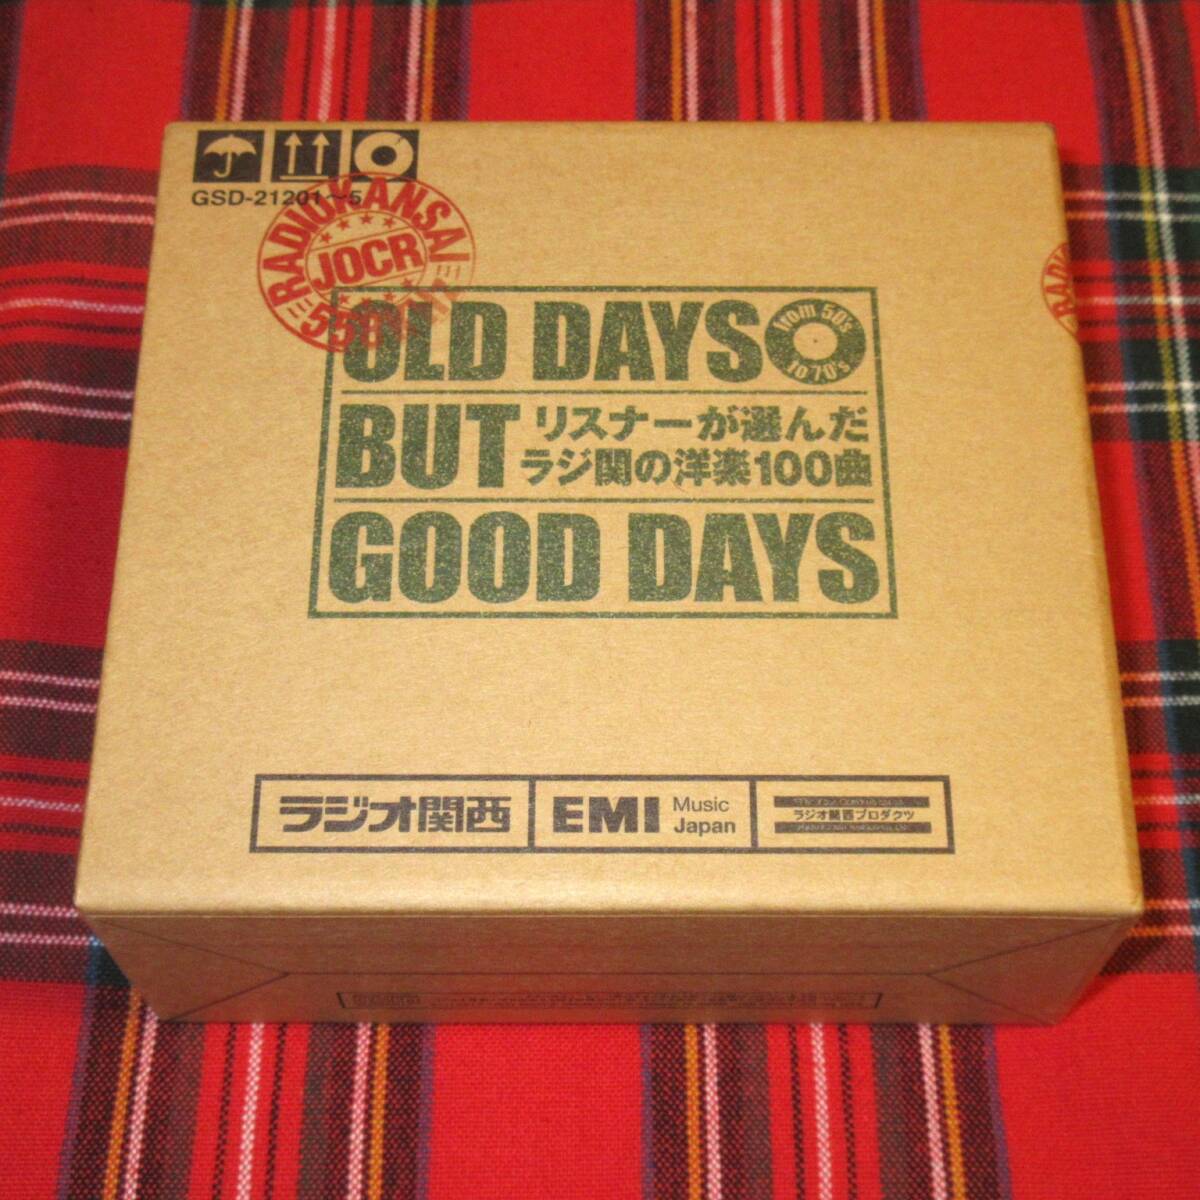 GSD-21201~5
RADIO KANSAI
JOCR
558 KHZ
OLD DAYS
from 50's
to 70's
BUT
リスナーが選んだ
ラジ関の洋楽100曲
GOOD DAYS
ラジオ関西
EMI Music
Japan
ラジオ関西プロダクツ
RADIO